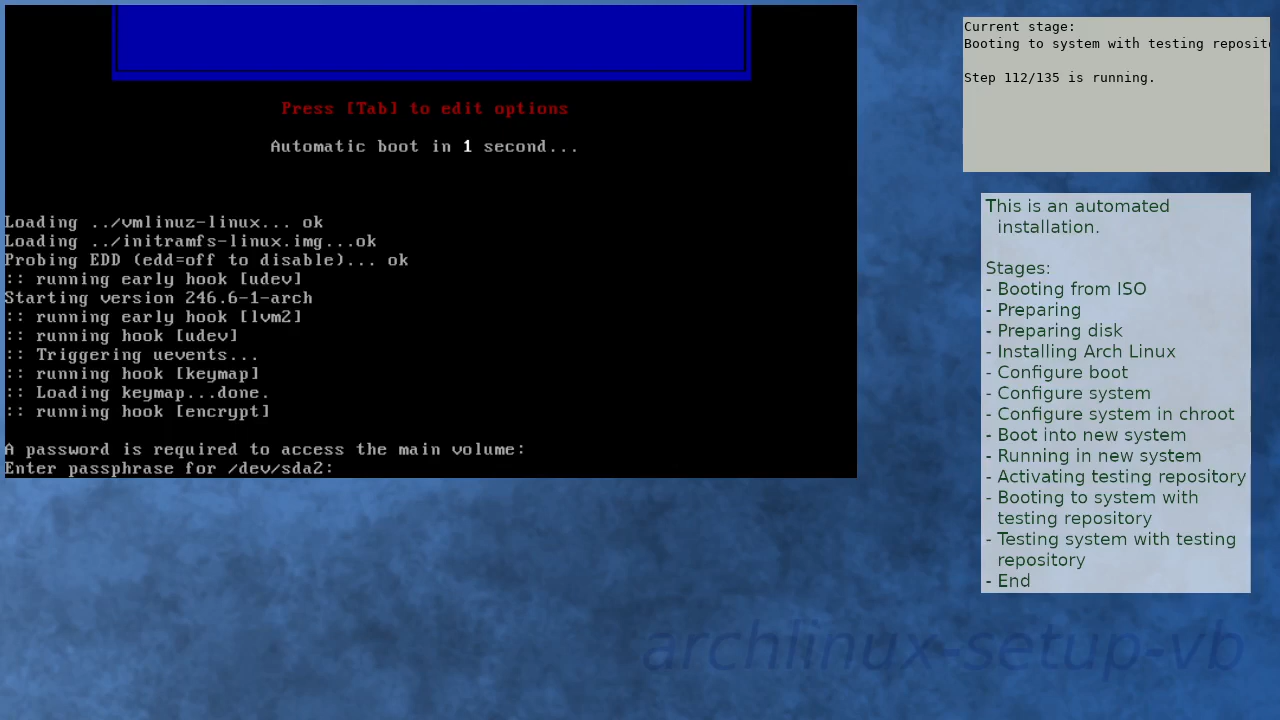 Press [Tab] to edit options
Automatic boot in 1 second...
Loading ../vmlinuz-linux... ok
Loading ../initramfs-linux.img...ok
Probing EDD (edd=off to disable)... ok
:: running early hook [udev]
Starting version 246.6-1-arch
:: running early hook [lvm2]
:: running hook [udev]
:: Triggering uevents...
:: running hook [keymap]
:: Loading keymap...done.
:: running hook [encrypt]
A password is required to access the main volume:
Enter passphrase for /dev/sda2:
Current stage:
Booting to system with testing
Step 112/135 is running.
This is an automated
installation.
Stages:
- Booting from ISO
- Preparing
- Preparing disk
- Installing Arch Linux
- Configure boot
- Configure system
- Configure system in chroot
- Boot into new system
- Running in new system
- Activating testing repository
- Booting to system with
testing repository
- Testing system with testing
repository
- End
archlinux-setup-vb